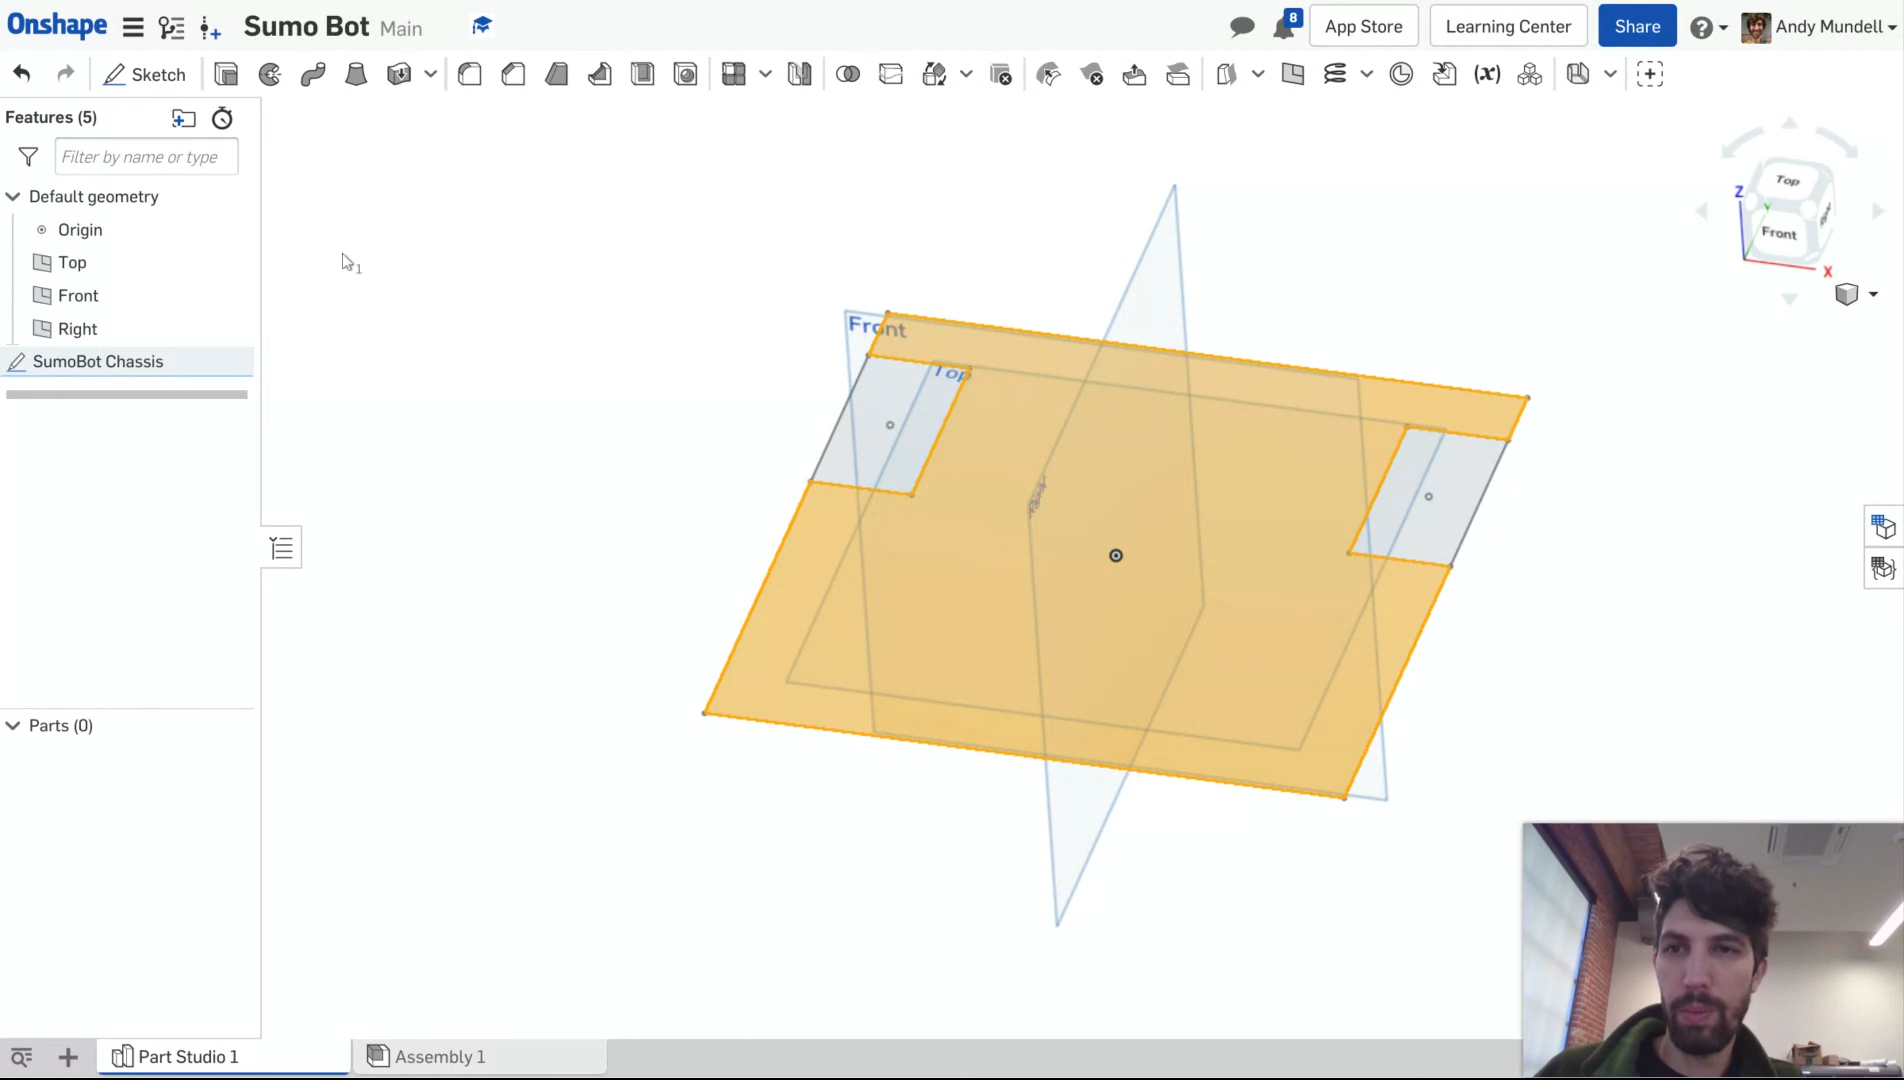 Onshape
Sumo Bot Main
8
App Store
Learning Center
Share
?
Andy Mundell
Sketch
(x)
Features (5)
Filter by name or type
Default geometry
Origin
Top
Front
Right
SumoBot Chassis
Parts (0)
1
Front
Top
Z
Y
X
Top
Front
Part Studio 1
Assembly 1